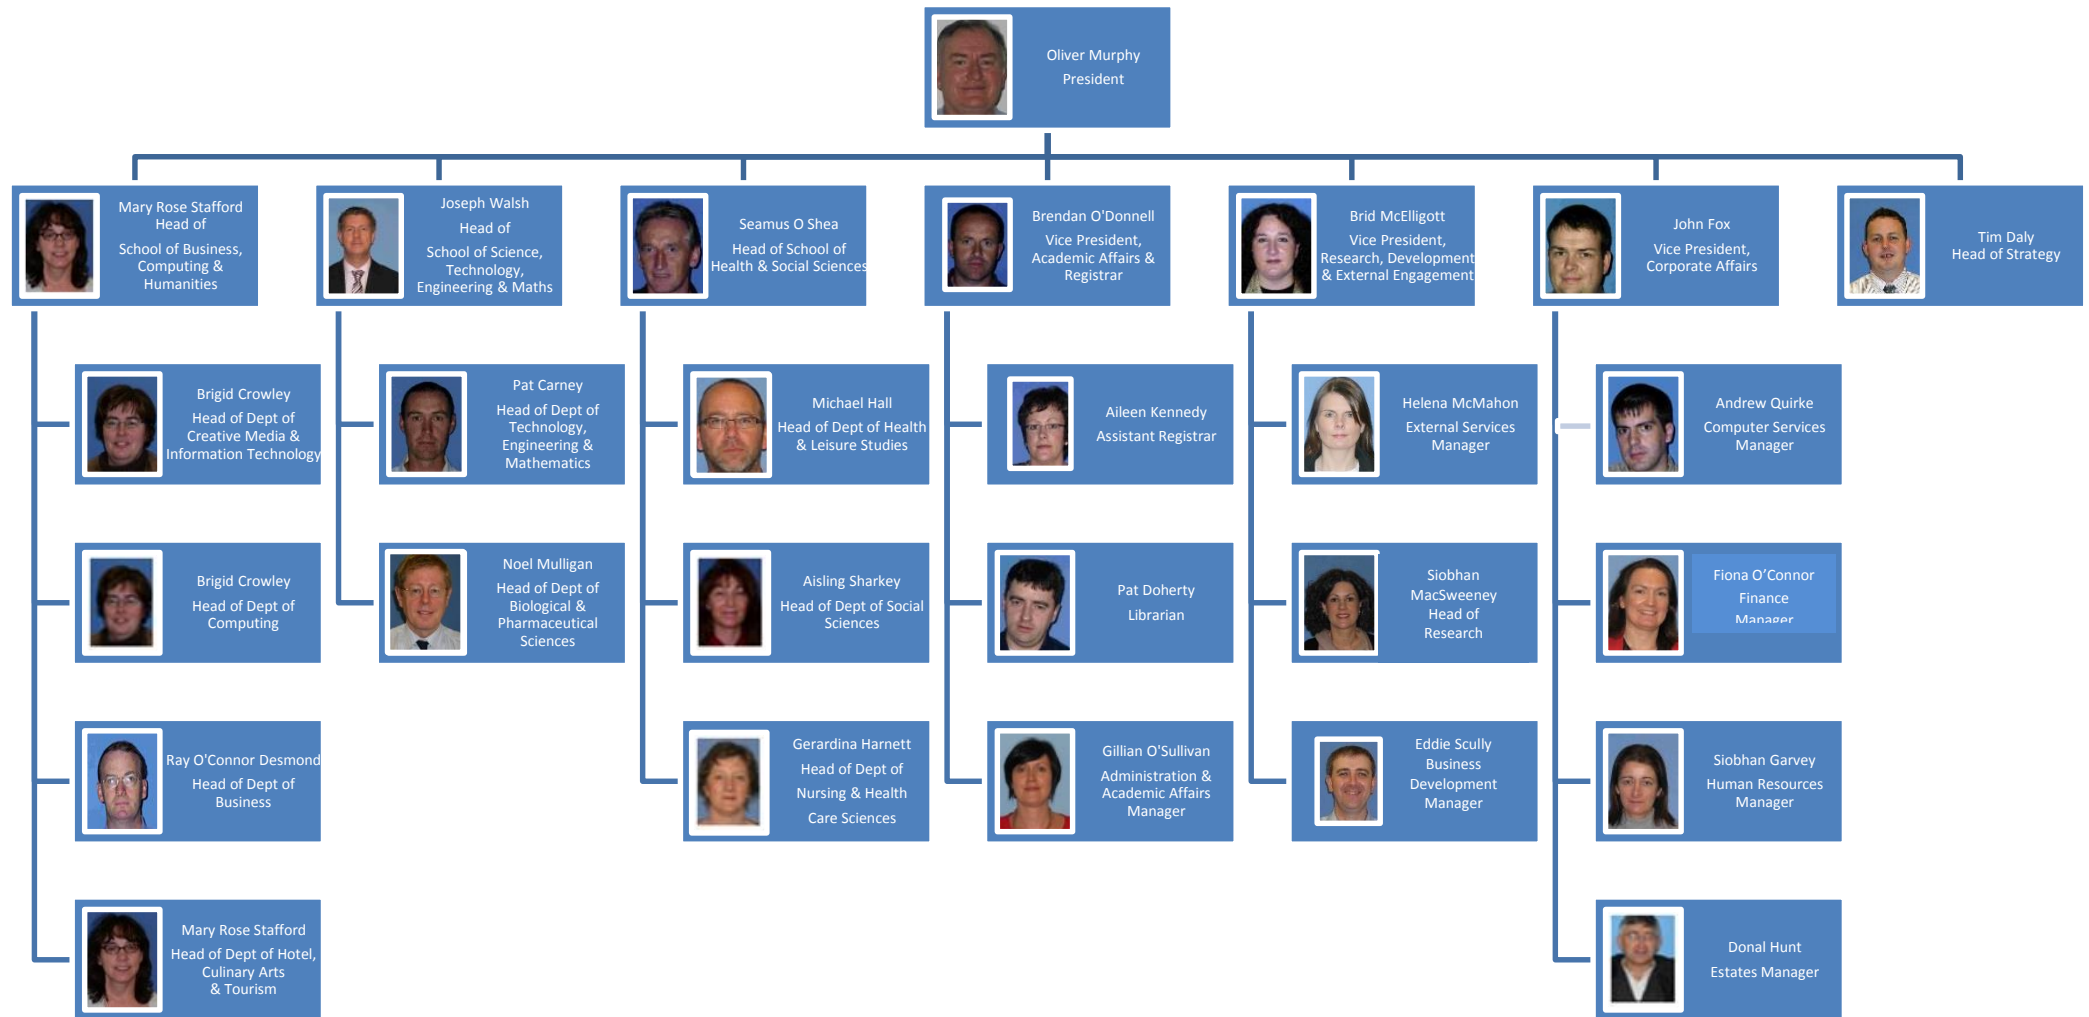 Oliver Murphy
President
Mary Rose Stafford
Head of
School of Business,
Computing &
Humanities
Joseph Walsh
Head of
School of Science,
Technology,
Engineering & Maths
Seamus O Shea
Head of School of
Health & Social Sciences
Brendan O'Donnell
Vice President,
Academic Affairs &
Registrar
Brid McElligott
Vice President,
Research, Development
& External Engagement
John Fox
Vice President,
Corporate Affairs
Tim Daly
Head of Strategy
Brigid Crowley
Head of Dept of
Creative Media &
Information Technology
Pat Carney
Head of Dept of
Technology,
Engineering &
Mathematics
Michael Hall
Head of Dept of Health
& Leisure Studies
Aileen Kennedy
Assistant Registrar
Helena McMahon
External Services
Manager
Andrew Quirke
Computer Services
Manager
Brigid Crowley
Head of Dept of
Computing
Noel Mulligan
Head of Dept of
Biological &
Pharmaceutical
Sciences
Aisling Sharkey
Head of Dept of Social
Sciences
Pat Doherty
Librarian
Siobhan
MacSweeney
Head of
Research
Fiona O’Connor
Finance
Manager
Ray O'Connor Desmond
Head of Dept of
Business
Gerardina Harnett
Head of Dept of
Nursing & Health
Care Sciences
Gillian O'Sullivan
Administration &
Academic Affairs
Manager
Eddie Scully
Business
Development
Manager
Siobhan Garvey
Human Resources
Manager
Mary Rose Stafford
Head of Dept of Hotel,
Culinary Arts
& Tourism
Donal Hunt
Estates Manager